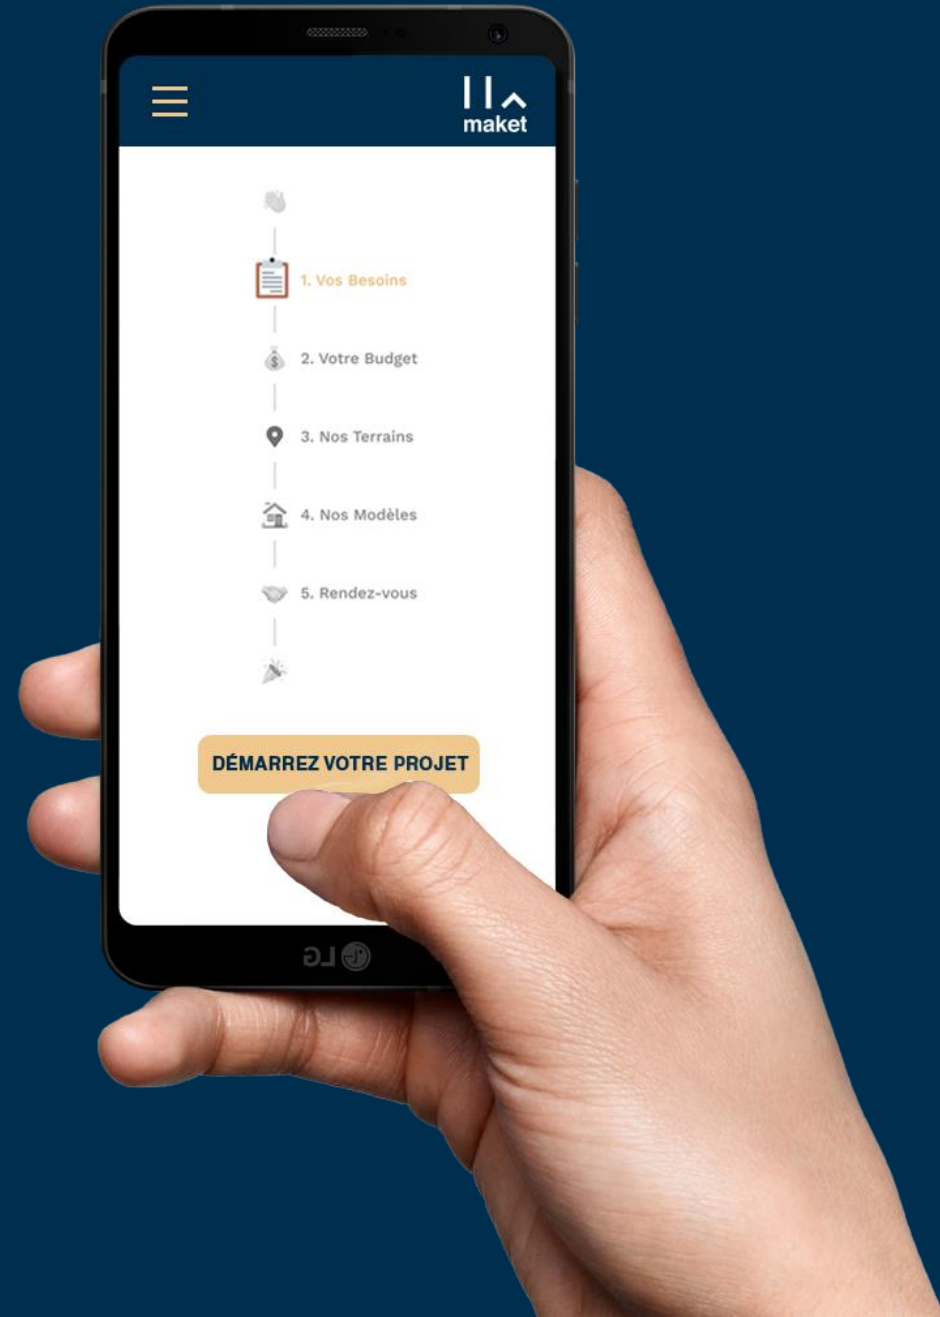 maket
1. Vos Besoins
2. Votre Budget
3. Nos Terrains
4. Nos Modèles
5. Rendez-vous
DÉMARREZ VOTRE PROJET
LG